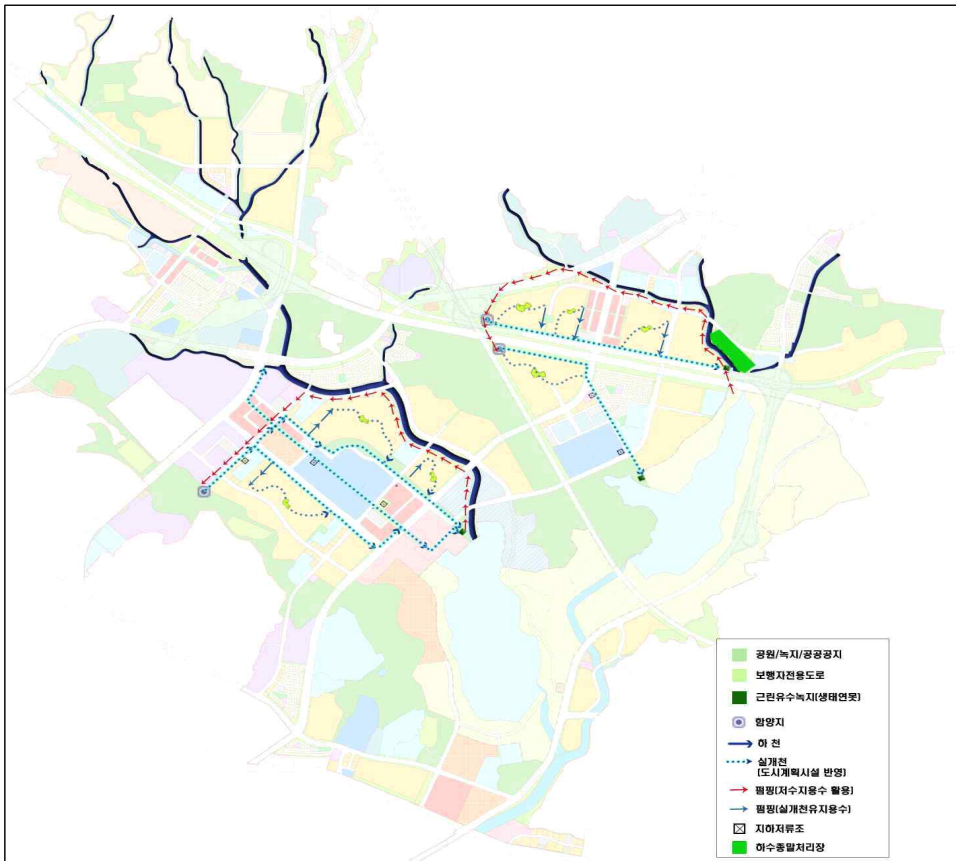 공원/녹지/공공공지
보행자전용도로
근린유수녹지(생태연못)
함양지
하 천
실개천
(도시계획시설 반영)
펌핑(저수지용수 활용)
펌핑(실개천유지용수)
지하저류조
하수종말처리장